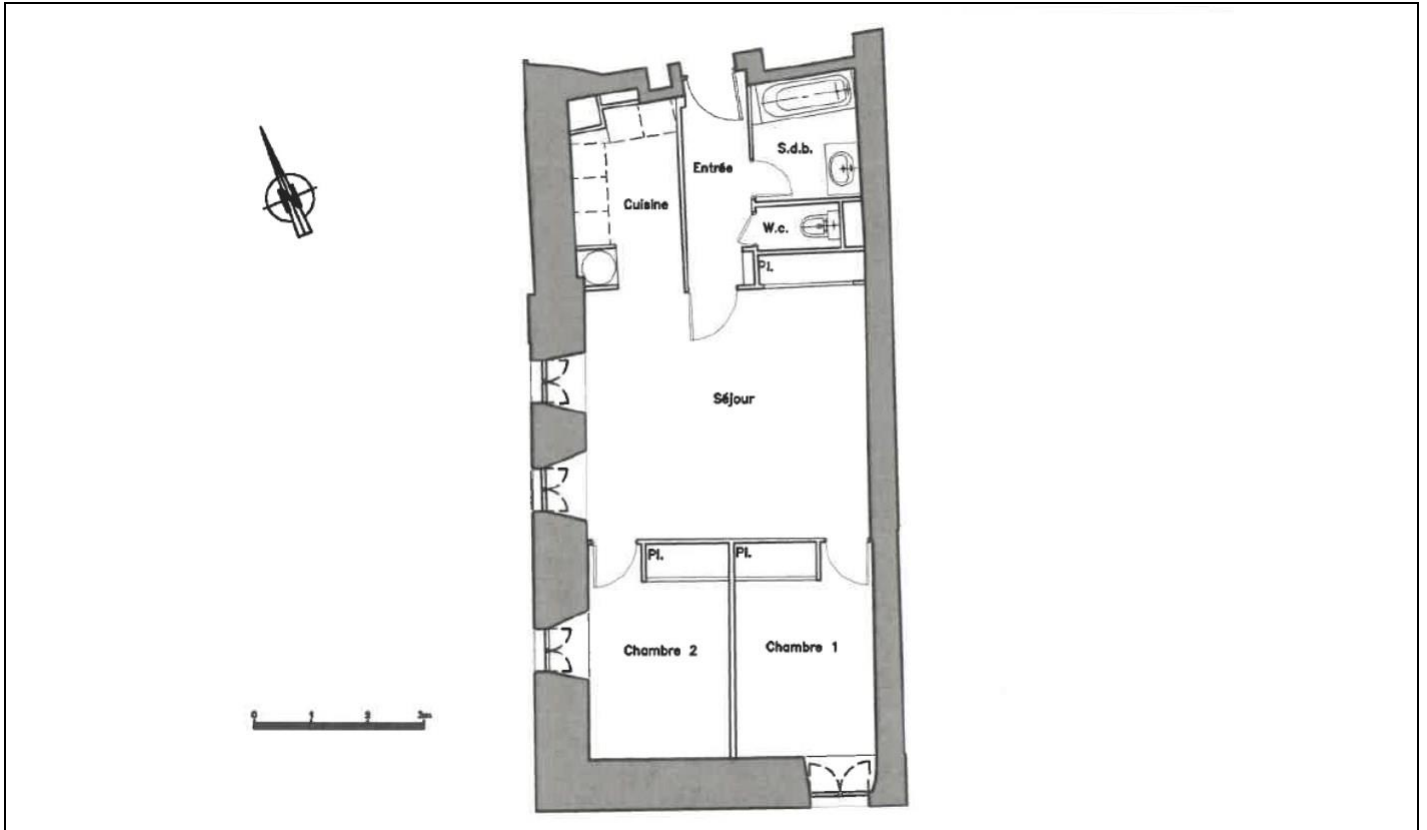 S.d.b.
Entrée
Cuisine
W.c.
Pl.
Séjour
Pl.
Pl.
Chambre 2
Chambre 1
0 1 2 3m